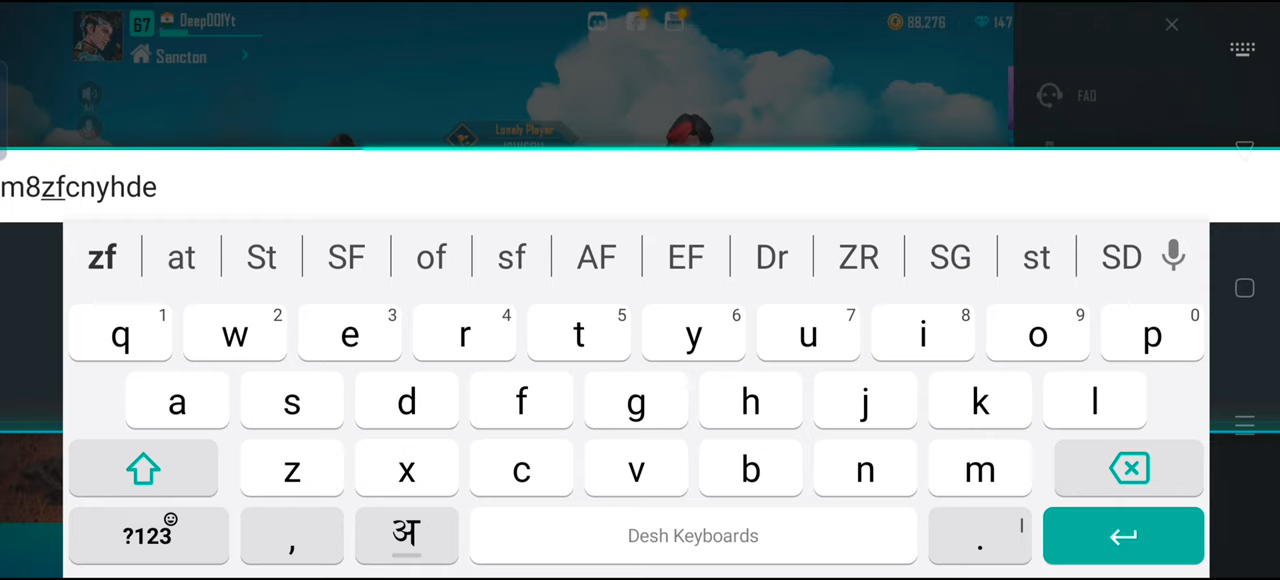 67 DeepDOIYt 88,276 147
Sancton FAQ
Lonely Player
m8zfcnyhde
zf at St SF of sf AF EF Dr ZR SG st SD
q 1 w 2 e 3 r 4 t 5 y 6 u 7 i 8 o 9 p 0
a s d f g h j k l
z x c v b n m
?123 , अ Desh Keyboards .